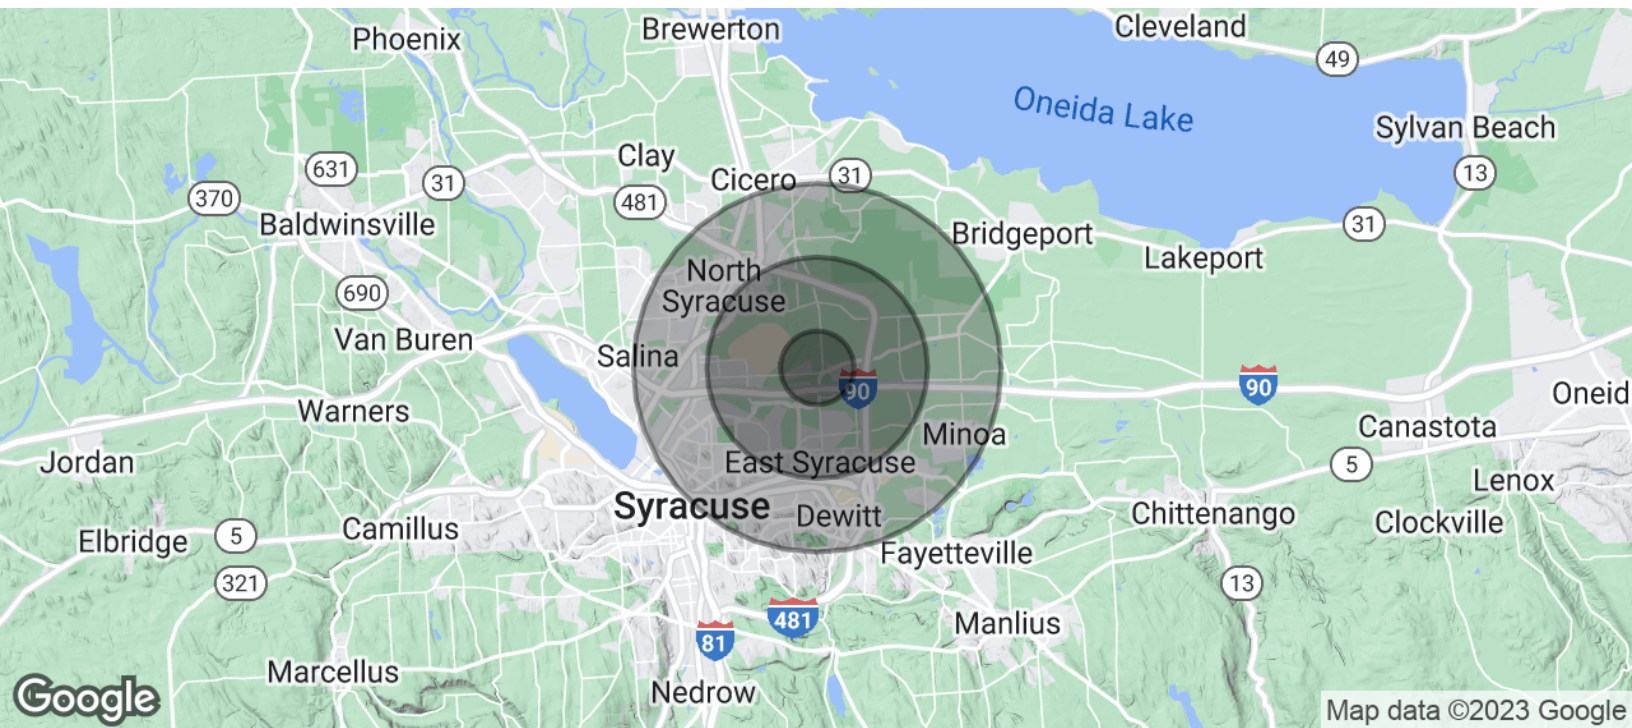 Phoenix
Brewerton
Cleveland
49
Oneida Lake
Sylvan Beach
Clay
631
31
Cicero
31
13
370
481
Baldwinsville
31
Bridgeport
Lakeport
North
Syracuse
690
Van Buren
Salina
90
90
Oneid
Warners
Canastota
Minoa
Jordan
East Syracuse
5
Lenox
Syracuse
Dewitt
Chittenango
Clockville
Elbridge
5
Camillus
Fayetteville
321
13
481
Manlius
81
Marcellus
Nedrow
Google
Map data ©2023 Google